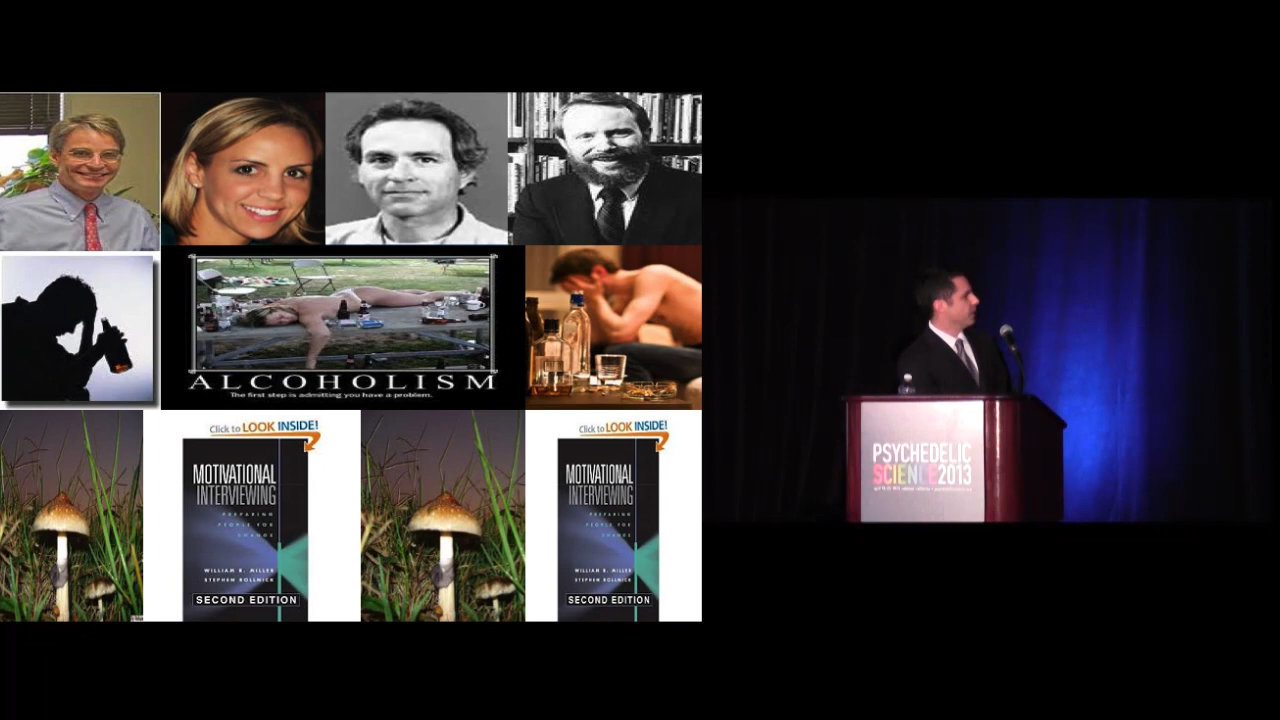 ALCOHOLISM
The first step is admitting you have a problem.
Click to LOOK INSIDE!
MOTIVATIONAL
INTERVIEWING
PREPARING
PEOPLE FOR
CHANGE
WILLIAM R. MILLER
STEPHEN ROLLNICK
SECOND EDITION
Click to LOOK INSIDE!
MOTIVATIONAL
INTERVIEWING
PREPARING
PEOPLE FOR
CHANGE
WILLIAM R. MILLER
STEPHEN ROLLNICK
SECOND EDITION
PSYCHEDELIC
SCIENCE2013